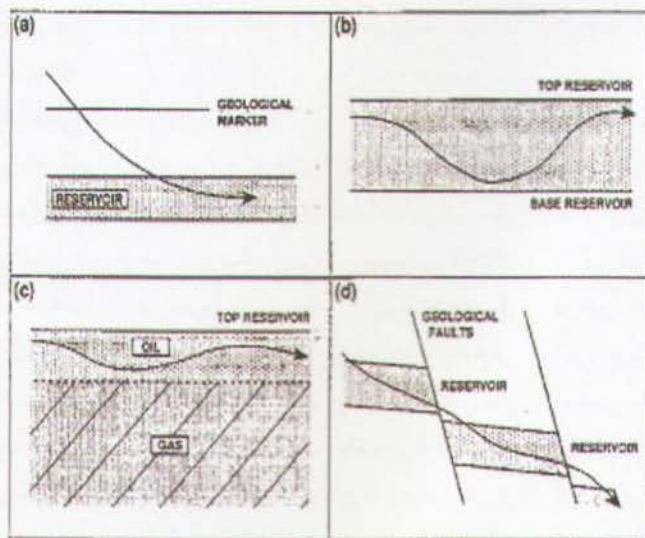 (a)
GEOLOGICAL
MARKER
RESERVOIR
(b)
TOP RESERVOIR
BASE RESERVOIR
(c)
TOP RESERVOIR
OIL
GAS
(d)
GEOLOGICAL
FAULTS
RESERVOIR
RESERVOIR